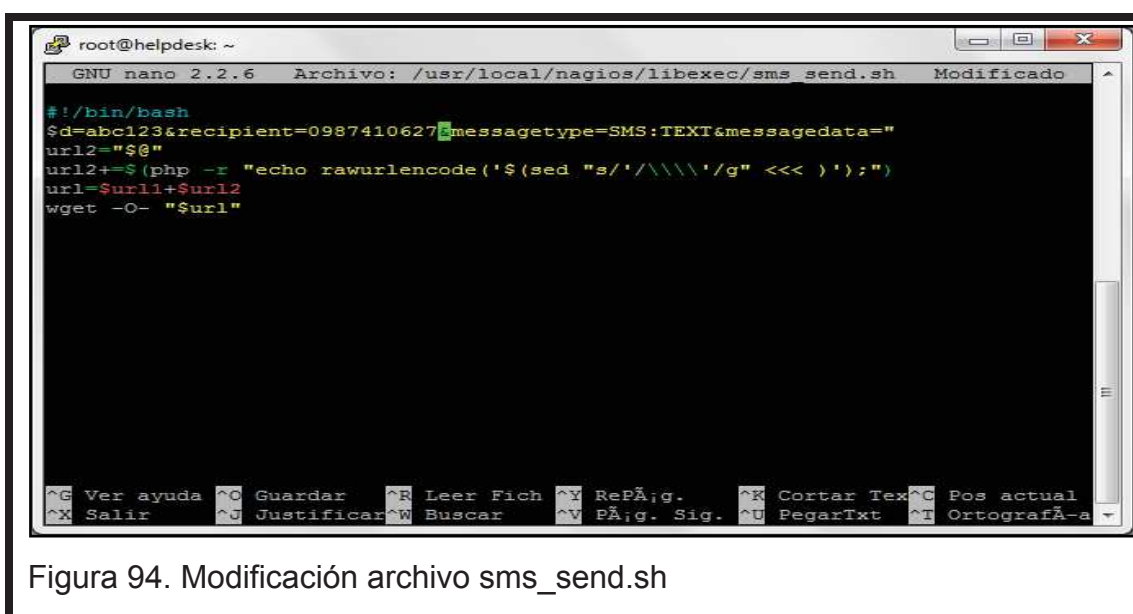 root@helpdesk: ~
GNU nano 2.2.6 Archivo: /usr/local/nagios/libexec/sms_send.sh Modificado
#!/bin/bash
$d=abc123&recipient=0987410627&messagetype=SMS:TEXT&messagedata="
url2="$@"
url2+=$(php -r "echo rawurlencode('$(sed "s/'/\\\\'/g" <<< )');")
url=$url1+$url2
wget -O- "$url"
^G Ver ayuda ^O Guardar ^R Leer Fich ^Y RePÃ¡g. ^K Cortar Tex ^C Pos actual
^X Salir ^J Justificar ^W Buscar ^V PÃ¡g. Sig. ^U PegarTxt ^T OrtografÃ-a
Figura 94. Modificación archivo sms_send.sh